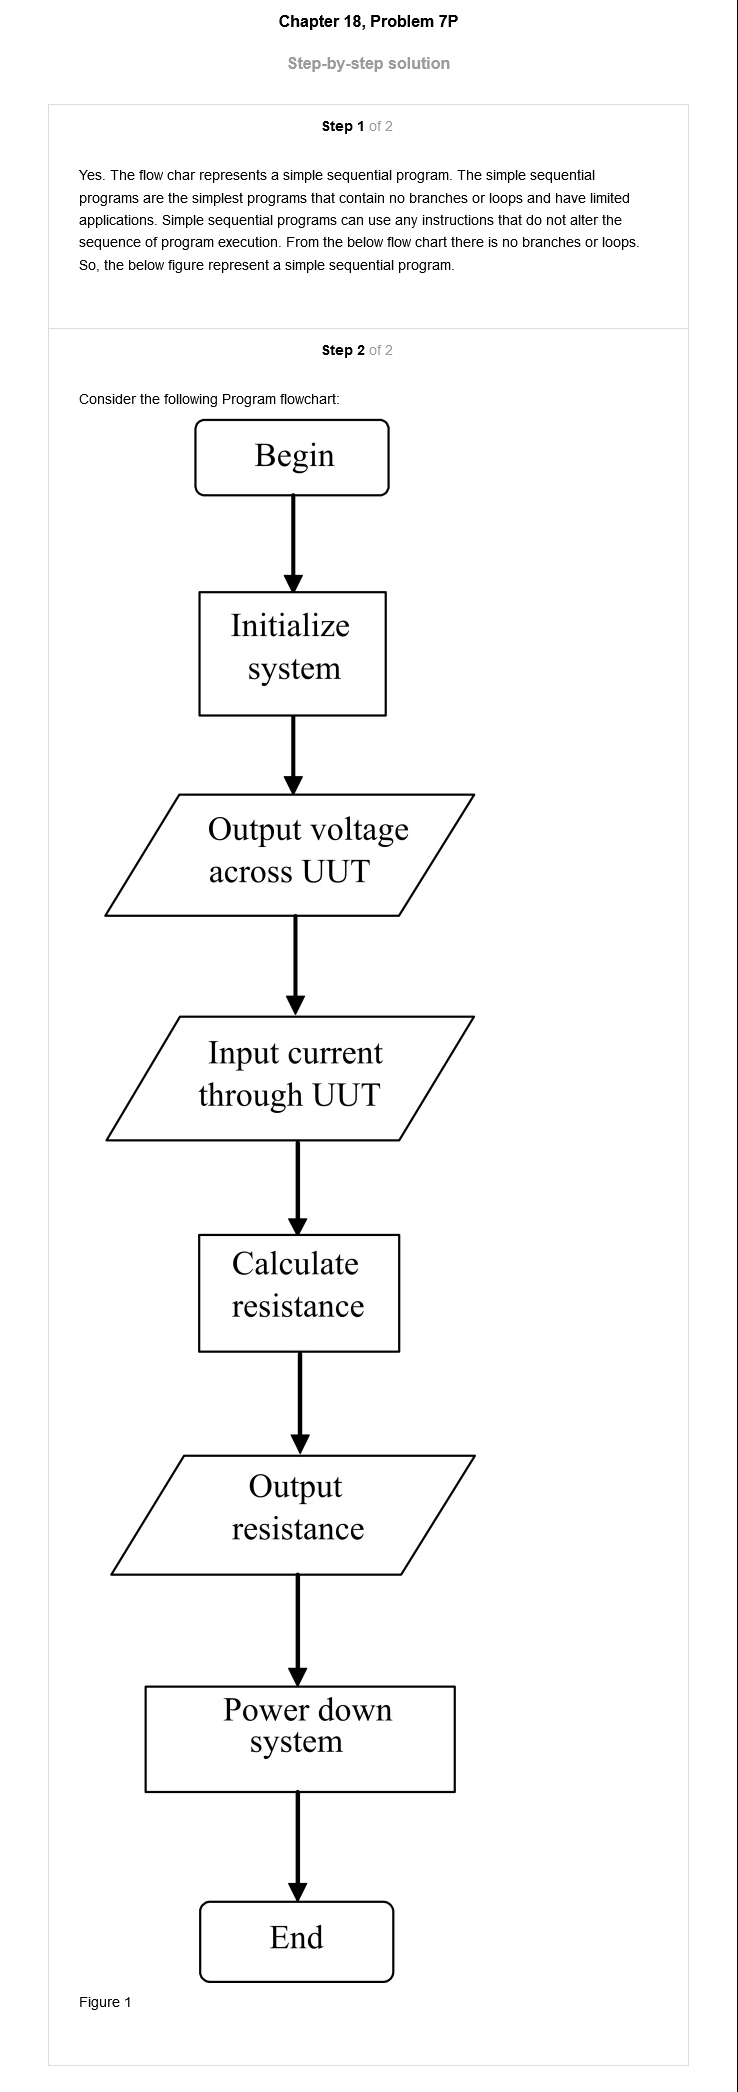 Chapter 18, Problem 7P
Step-by-step solution
Step 1 of 2
Yes. The flow char represents a simple sequential program. The simple sequential
programs are the simplest programs that contain no branches or loops and have limited
applications. Simple sequential programs can use any instructions that do not alter the
sequence of program execution. From the below flow chart there is no branches or loops.
So, the below figure represent a simple sequential program.
Step 2 of 2
Consider the following Program flowchart:
Begin
Initialize
system
Output voltage
across UUT
Input current
through UUT
Calculate
resistance
Output
resistance
Power down
system
End
Figure 1